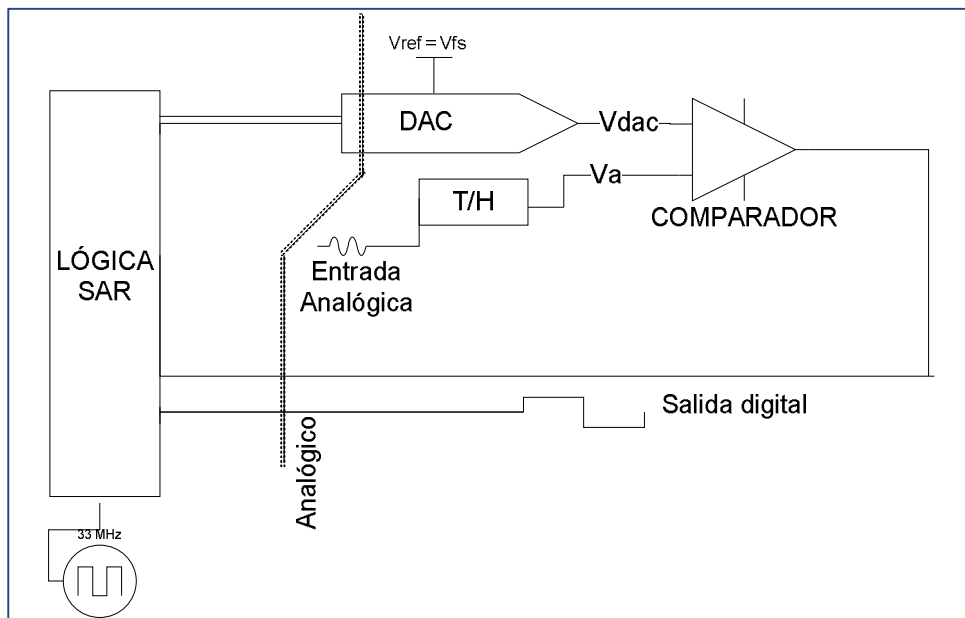 Vref = Vfs
DAC
Vdac
Va
T/H
COMPARADOR
LÓGICA
SAR
Entrada
Analógica
Salida digital
Analógico
33 MHz